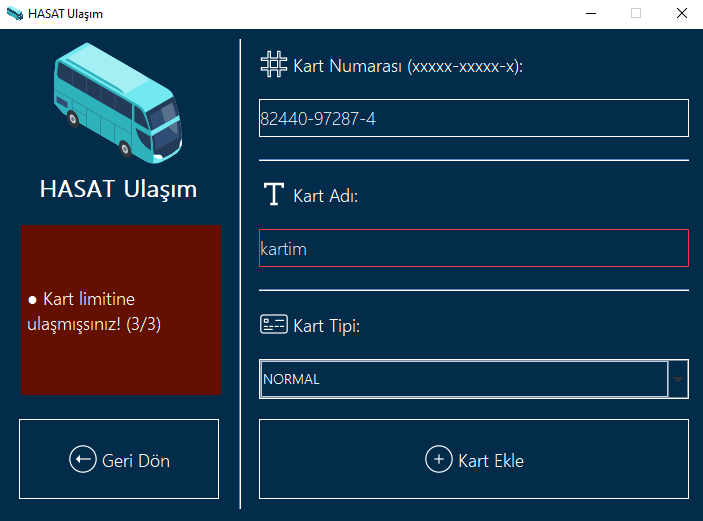 HASAT Ulaşım
HASAT Ulaşım
● Kart limitine
ulaşmışsınız! (3/3)
Geri Dön
Kart Numarası (xxxxx-xxxxx-x):
82440-97287-4
Kart Adı:
kartim
Kart Tipi:
NORMAL
Kart Ekle